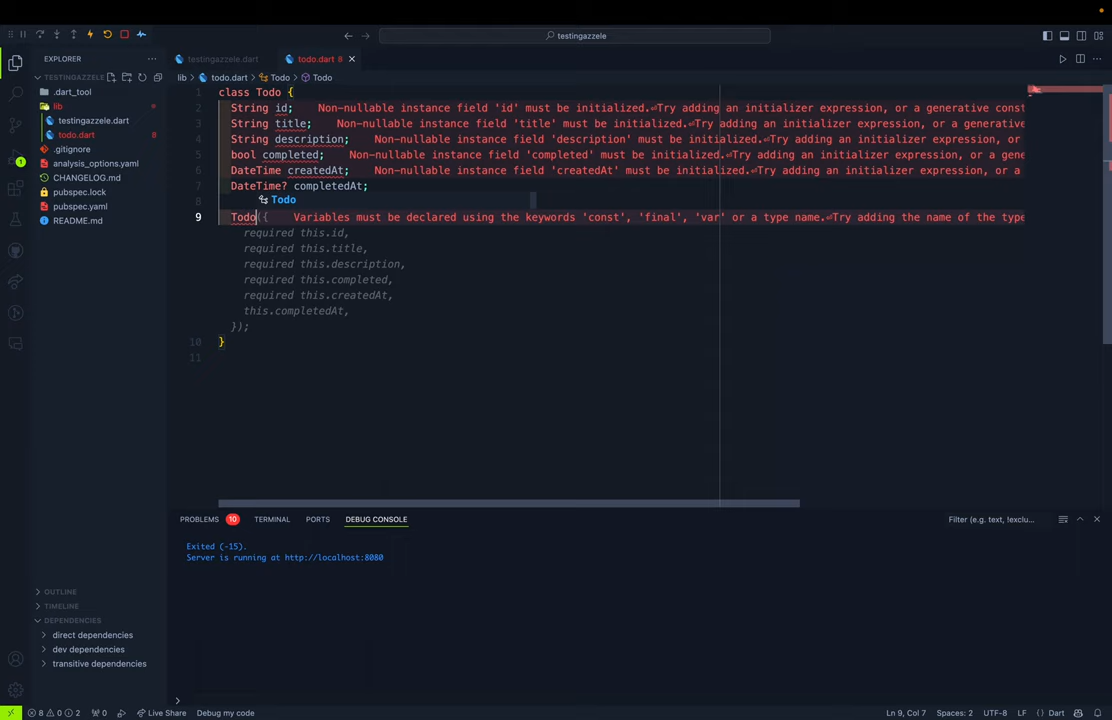 testingazzele
EXPLORER
testingazzele.dart
todo.dart 8
TESTINGAZZELE
lib > todo.dart > Todo > Todo
.dart_tool
lib
testingazzele.dart
todo.dart 8
.gitignore
analysis_options.yaml
CHANGELOG.md
pubspec.lock
pubspec.yaml
README.md
1 class Todo {
2 String id; Non-nullable instance field 'id' must be initialized.⏎Try adding an initializer expression, or a generative const
3 String title; Non-nullable instance field 'title' must be initialized.⏎Try adding an initializer expression, or a generative
4 String description; Non-nullable instance field 'description' must be initialized.⏎Try adding an initializer expression, or
5 bool completed; Non-nullable instance field 'completed' must be initialized.⏎Try adding an initializer expression, or a gene
6 DateTime createdAt; Non-nullable instance field 'createdAt' must be initialized.⏎Try adding an initializer expression, or a
7 DateTime? completedAt;
8 Todo
9 Todo({ Variables must be declared using the keywords 'const', 'final', 'var' or a type name.⏎Try adding the name of the type
required this.id,
required this.title,
required this.description,
required this.completed,
required this.createdAt,
this.completedAt,
});
10 }
11
PROBLEMS 10 TERMINAL PORTS DEBUG CONSOLE
Filter (e.g. text, !exclu...
Exited (-15).
Server is running at http://localhost:8080
OUTLINE
TIMELINE
DEPENDENCIES
direct dependencies
dev dependencies
transitive dependencies
8 0 2 0 Live Share Debug my code
Ln 9, Col 7 Spaces: 2 UTF-8 LF {} Dart